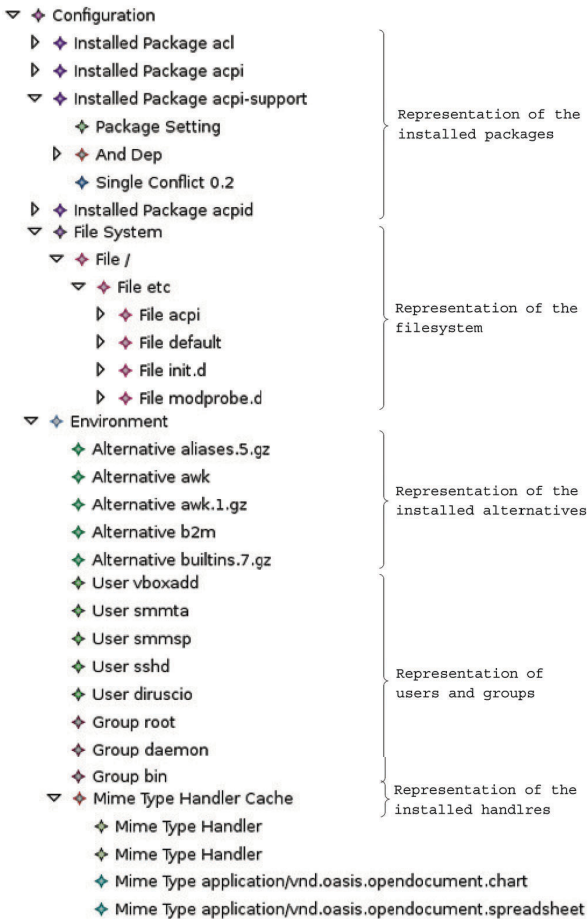 Configuration
Installed Package acl
Installed Package acpi
Installed Package acpi-support
Package Setting
And Dep
Single Conflict 0.2
Installed Package acpid
Representation of the
installed packages
File System
File /
File etc
File acpi
File default
File init.d
File modprobe.d
Representation of the
filesystem
Environment
Alternative aliases.5.gz
Alternative awk
Alternative awk.1.gz
Alternative b2m
Alternative builtins.7.gz
Representation of the
installed alternatives
User vboxadd
User smmta
User smmsp
User sshd
User diruscio
Group root
Group daemon
Group bin
Representation of
users and groups
Mime Type Handler Cache
Representation of the
installed handlres
Mime Type Handler
Mime Type Handler
Mime Type application/vnd.oasis.opendocument.chart
Mime Type application/vnd.oasis.opendocument.spreadsheet